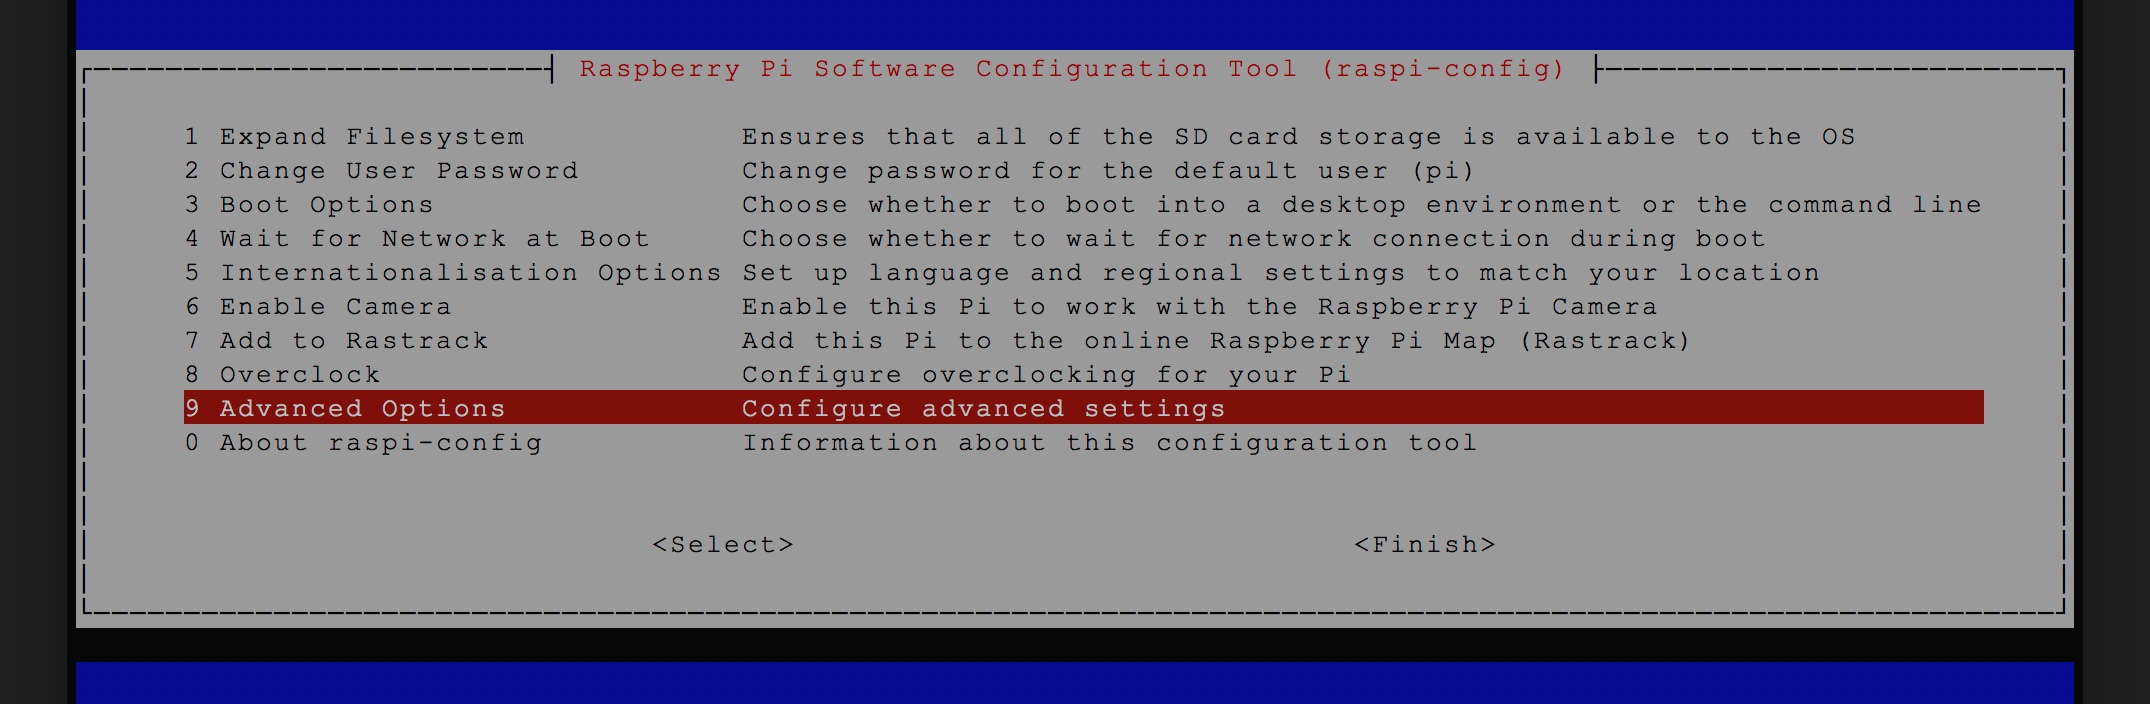 Raspberry Pi Software Configuration Tool (raspi-config)
1 Expand Filesystem Ensures that all of the SD card storage is available to the OS
2 Change User Password Change password for the default user (pi)
3 Boot Options Choose whether to boot into a desktop environment or the command line
4 Wait for Network at Boot Choose whether to wait for network connection during boot
5 Internationalisation Options Set up language and regional settings to match your location
6 Enable Camera Enable this Pi to work with the Raspberry Pi Camera
7 Add to Rastrack Add this Pi to the online Raspberry Pi Map (Rastrack)
8 Overclock Configure overclocking for your Pi
9 Advanced Options Configure advanced settings
0 About raspi-config Information about this configuration tool
<Select> <Finish>